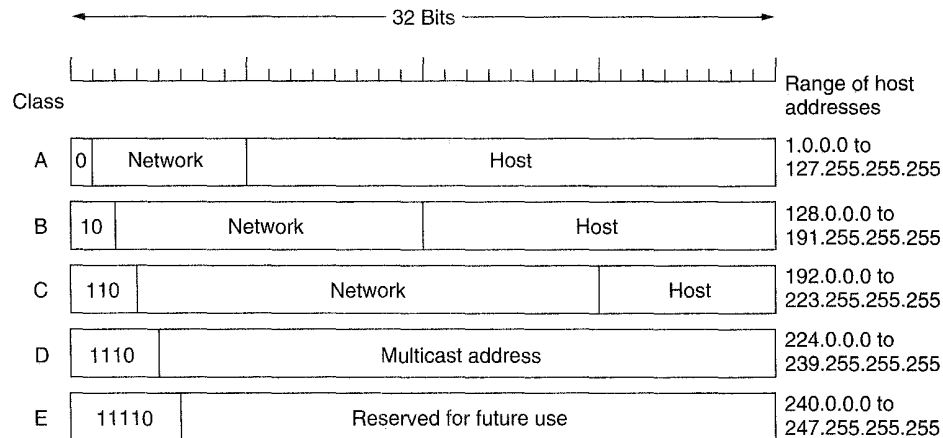 32 Bits
Range of host
addresses
Class
A 0 Network Host 1.0.0.0 to
127.255.255.255
B 10 Network Host 128.0.0.0 to
191.255.255.255
C 110 Network Host 192.0.0.0 to
223.255.255.255
D 1110 Multicast address 224.0.0.0 to
239.255.255.255
E 11110 Reserved for future use 240.0.0.0 to
247.255.255.255